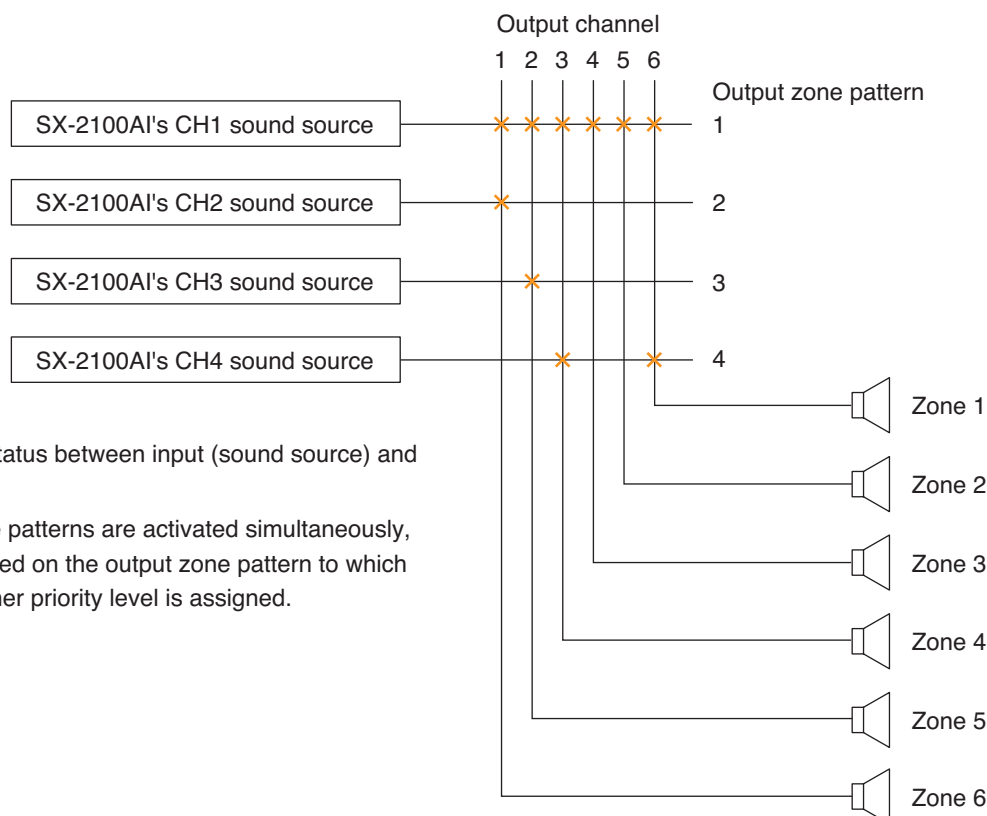 Output channel
1 2 3 4 5 6
Output zone pattern
SX-2100AI's CH1 sound source
1
SX-2100AI's CH2 sound source
2
SX-2100AI's CH3 sound source
3
SX-2100AI's CH4 sound source
4
Zone 1
between input (sound source) and
Zone 2
patterns are activated simultaneously,
Zone 3
on the output zone pattern to which
priority level is assigned.
Zone 4
Zone 5
Zone 6